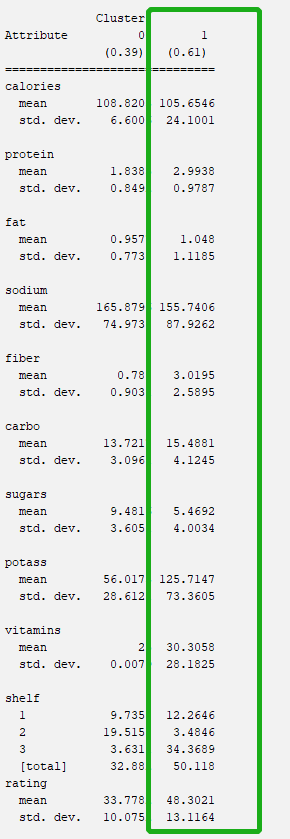 Cluster
Attribute 0 1
(0.39) (0.61)
==============================
calories
mean 108.820 105.6546
std. dev. 6.600 24.1001
protein
mean 1.838 2.9938
std. dev. 0.849 0.9787
fat
mean 0.957 1.048
std. dev. 0.773 1.1185
sodium
mean 165.879 155.7406
std. dev. 74.973 87.9262
fiber
mean 0.78 3.0195
std. dev. 0.903 2.5895
carbo
mean 13.721 15.4881
std. dev. 3.096 4.1245
sugars
mean 9.481 5.4692
std. dev. 3.605 4.0034
potass
mean 56.017 125.7147
std. dev. 28.612 73.3605
vitamins
mean 2 30.3058
std. dev. 0.007 28.1825
shelf
1 9.735 12.2646
2 19.515 3.4846
3 3.631 34.3689
[total] 32.88 50.118
rating
mean 33.778 48.3021
std. dev. 10.075 13.1164